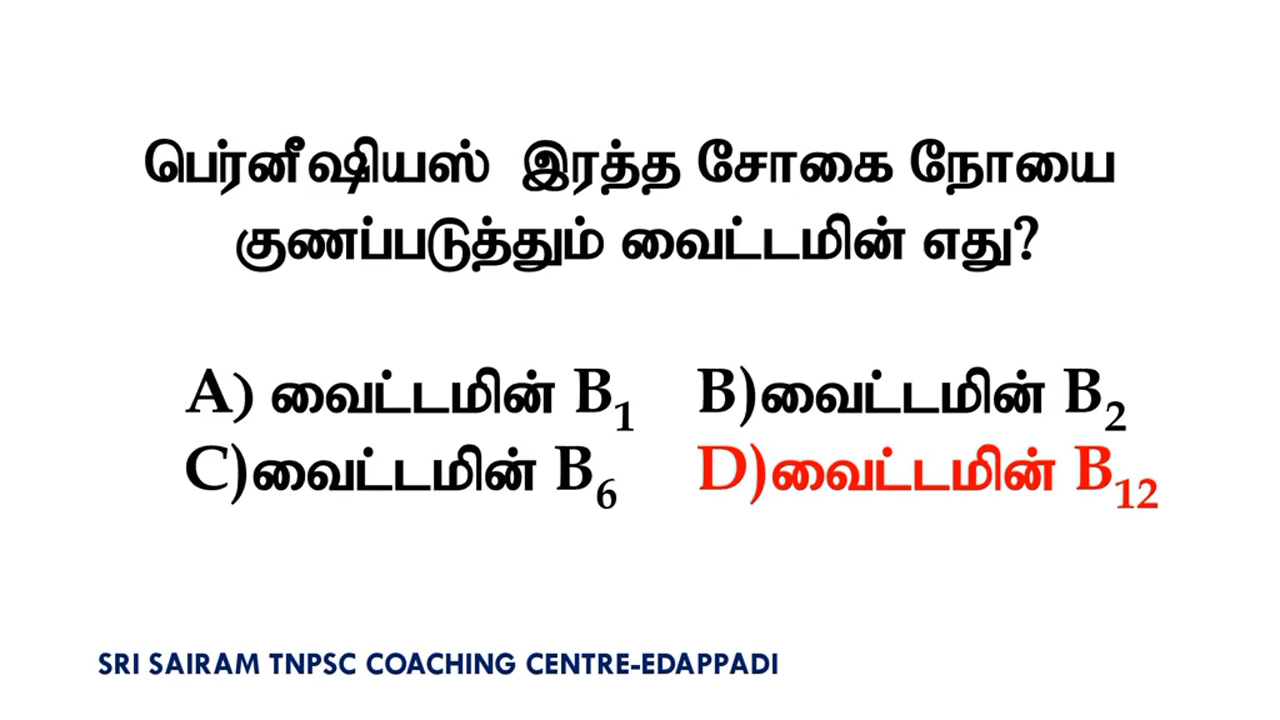 பெர்னீஷியஸ் இரத்த சோகை நோயை
குணப்படுத்தும் வைட்டமின் எது?
A) வைட்டமின் B₁ B)வைட்டமின் B₂
C)வைட்டமின் B₆ D)வைட்டமின் B₁₂
SRI SAIRAM TNPSC COACHING CENTRE-EDAPPADI